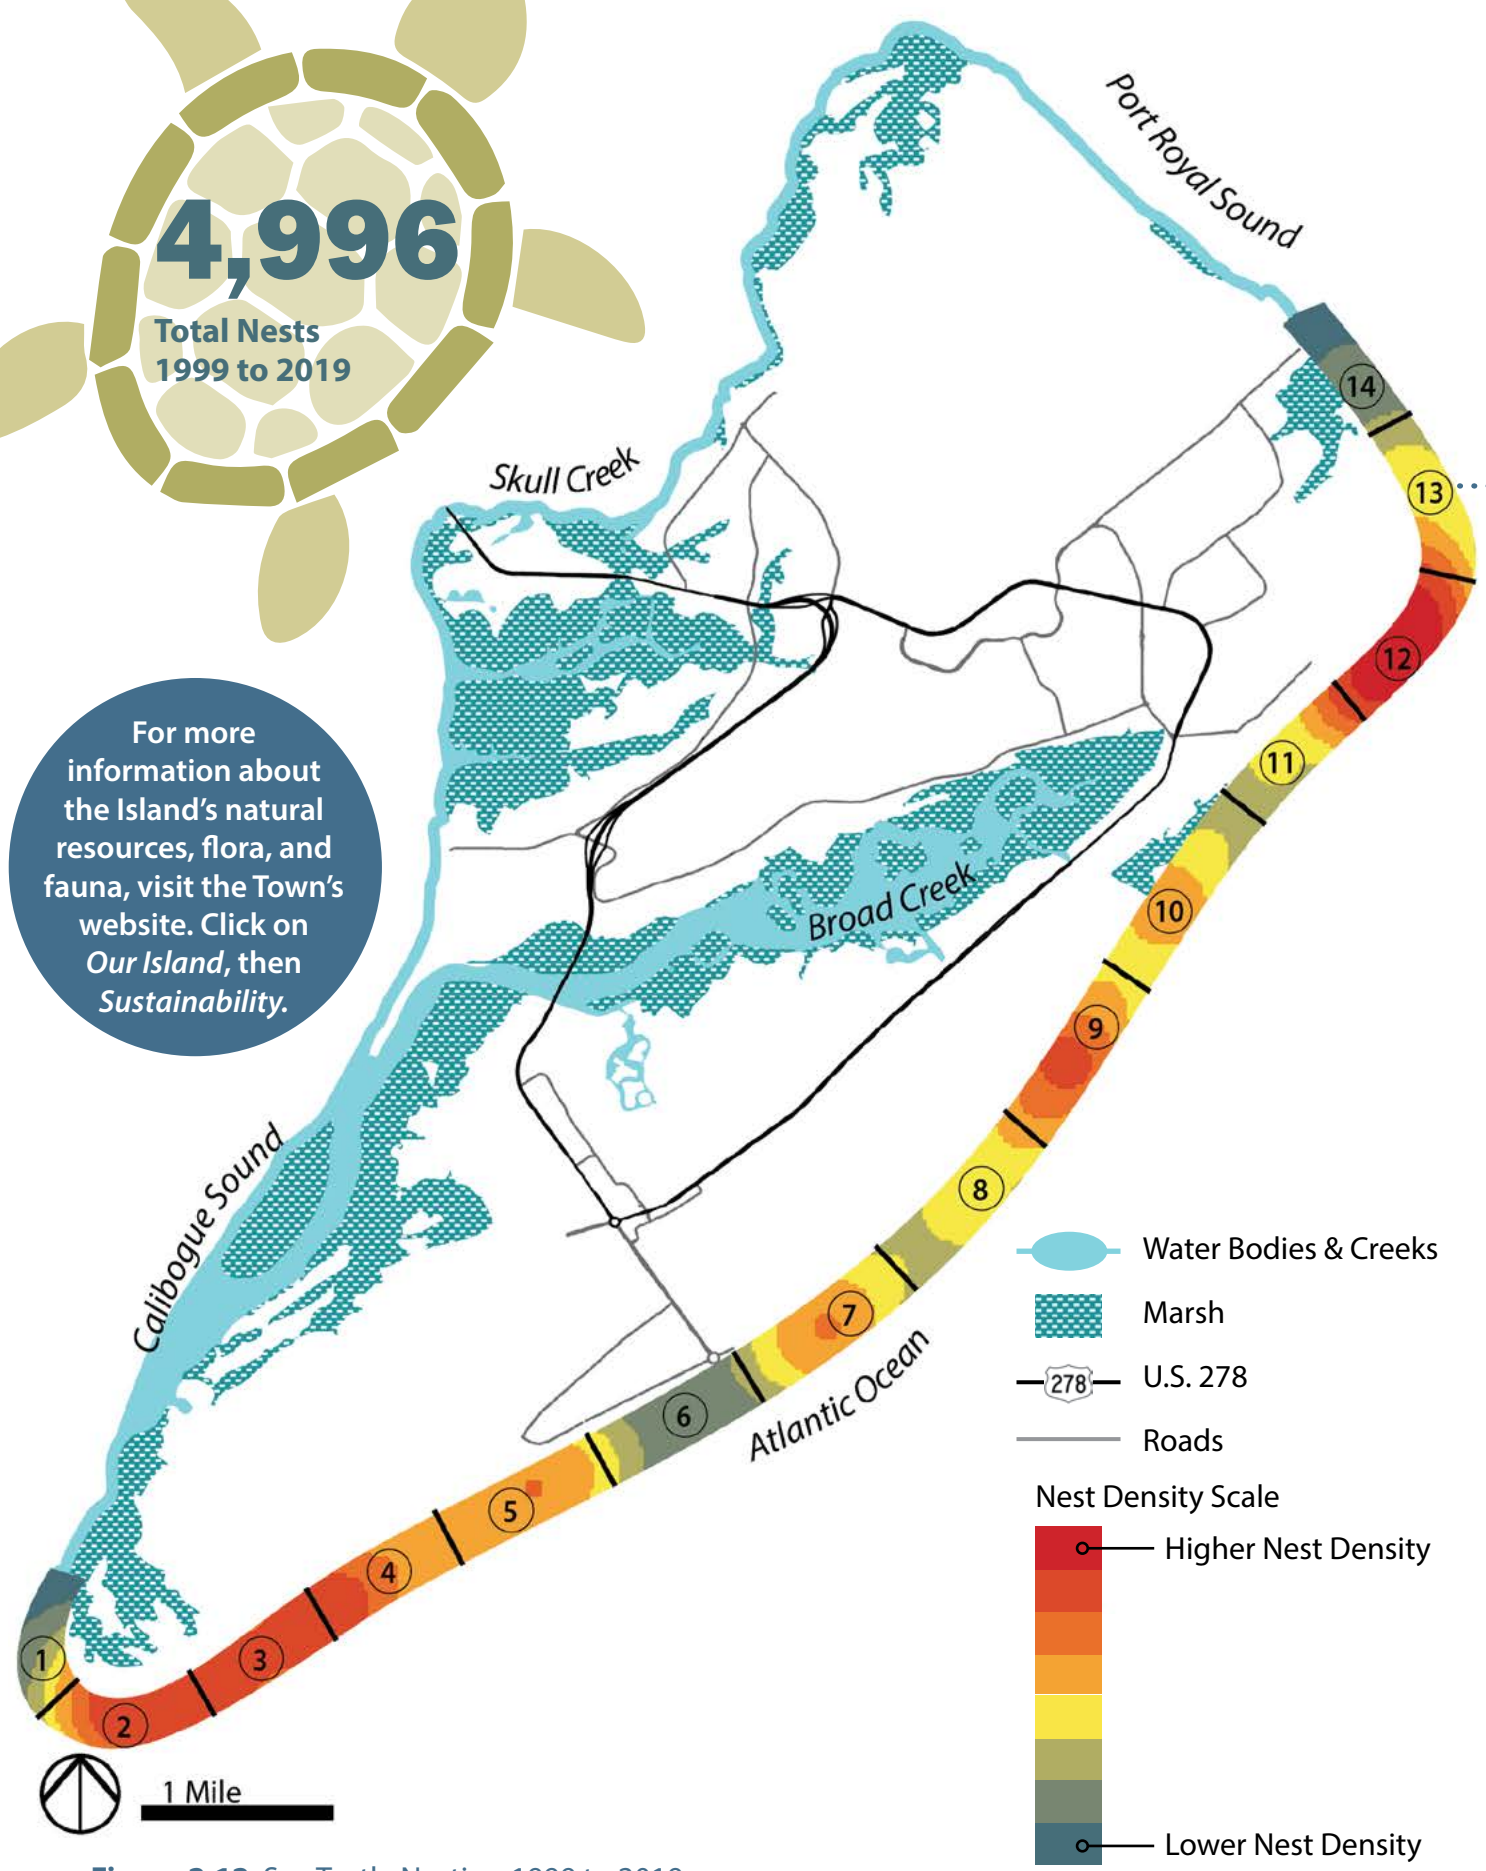 4,996
Total Nests
1999 to 2019
Port Royal Sound
Skull Creek
For more
information about
the Island's natural
resources, flora, and
fauna, visit the Town's
website. Click on
Our Island, then
Sustainability.
Broad Creek
Calibogue Sound
Atlantic Ocean
14
13
12
11
10
9
8
7
6
5
4
3
2
1
1 Mile
Water Bodies & Creeks
Marsh
278 U.S. 278
Roads
Nest Density Scale
Higher Nest Density
Lower Nest Density